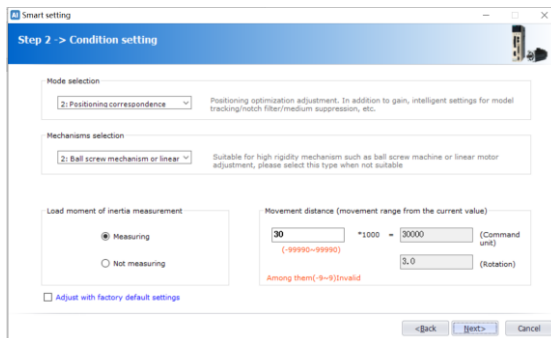 Smart setting
Step 2 -> Condition setting
Mode selection
2: Positioning correspondence
Positioning optimization adjustment. In addition to gain, intelligent settings for model
tracking/notch filter/medium suppression, etc.
Mechanisms selection
2: Ball screw mechanism or linear
Suitable for high rigidity mechanism such as ball screw machine or linear motor
adjustment, please select this type when not suitable
Load moment of inertia measurement
Measuring
Not measuring
Movement distance (movement range from the current value)
30 *1000 = 30000 (Command
unit)
(-99990~99990)
3.0 (Rotation)
Among them(-9~9)Invalid
Adjust with factory default settings
<Back Next> Cancel